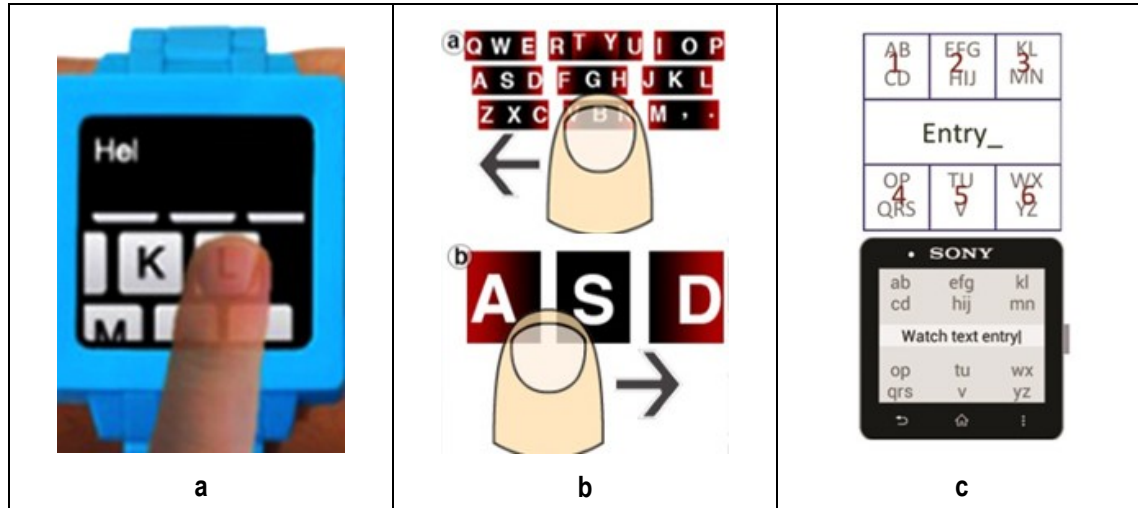 Hel
K L
M
a
Q W E R T Y U I O P
A S D F G H J K L
Z X C V B M , .
b
A S D
AB EFG KL
1 2 3
CD HIJ MN
Entry_
OP TU WX
4 5 6
QRS V YZ
SONY
ab efg kl
cd hij mn
Watch text entry
op tu wx
qrs v yz
a b c